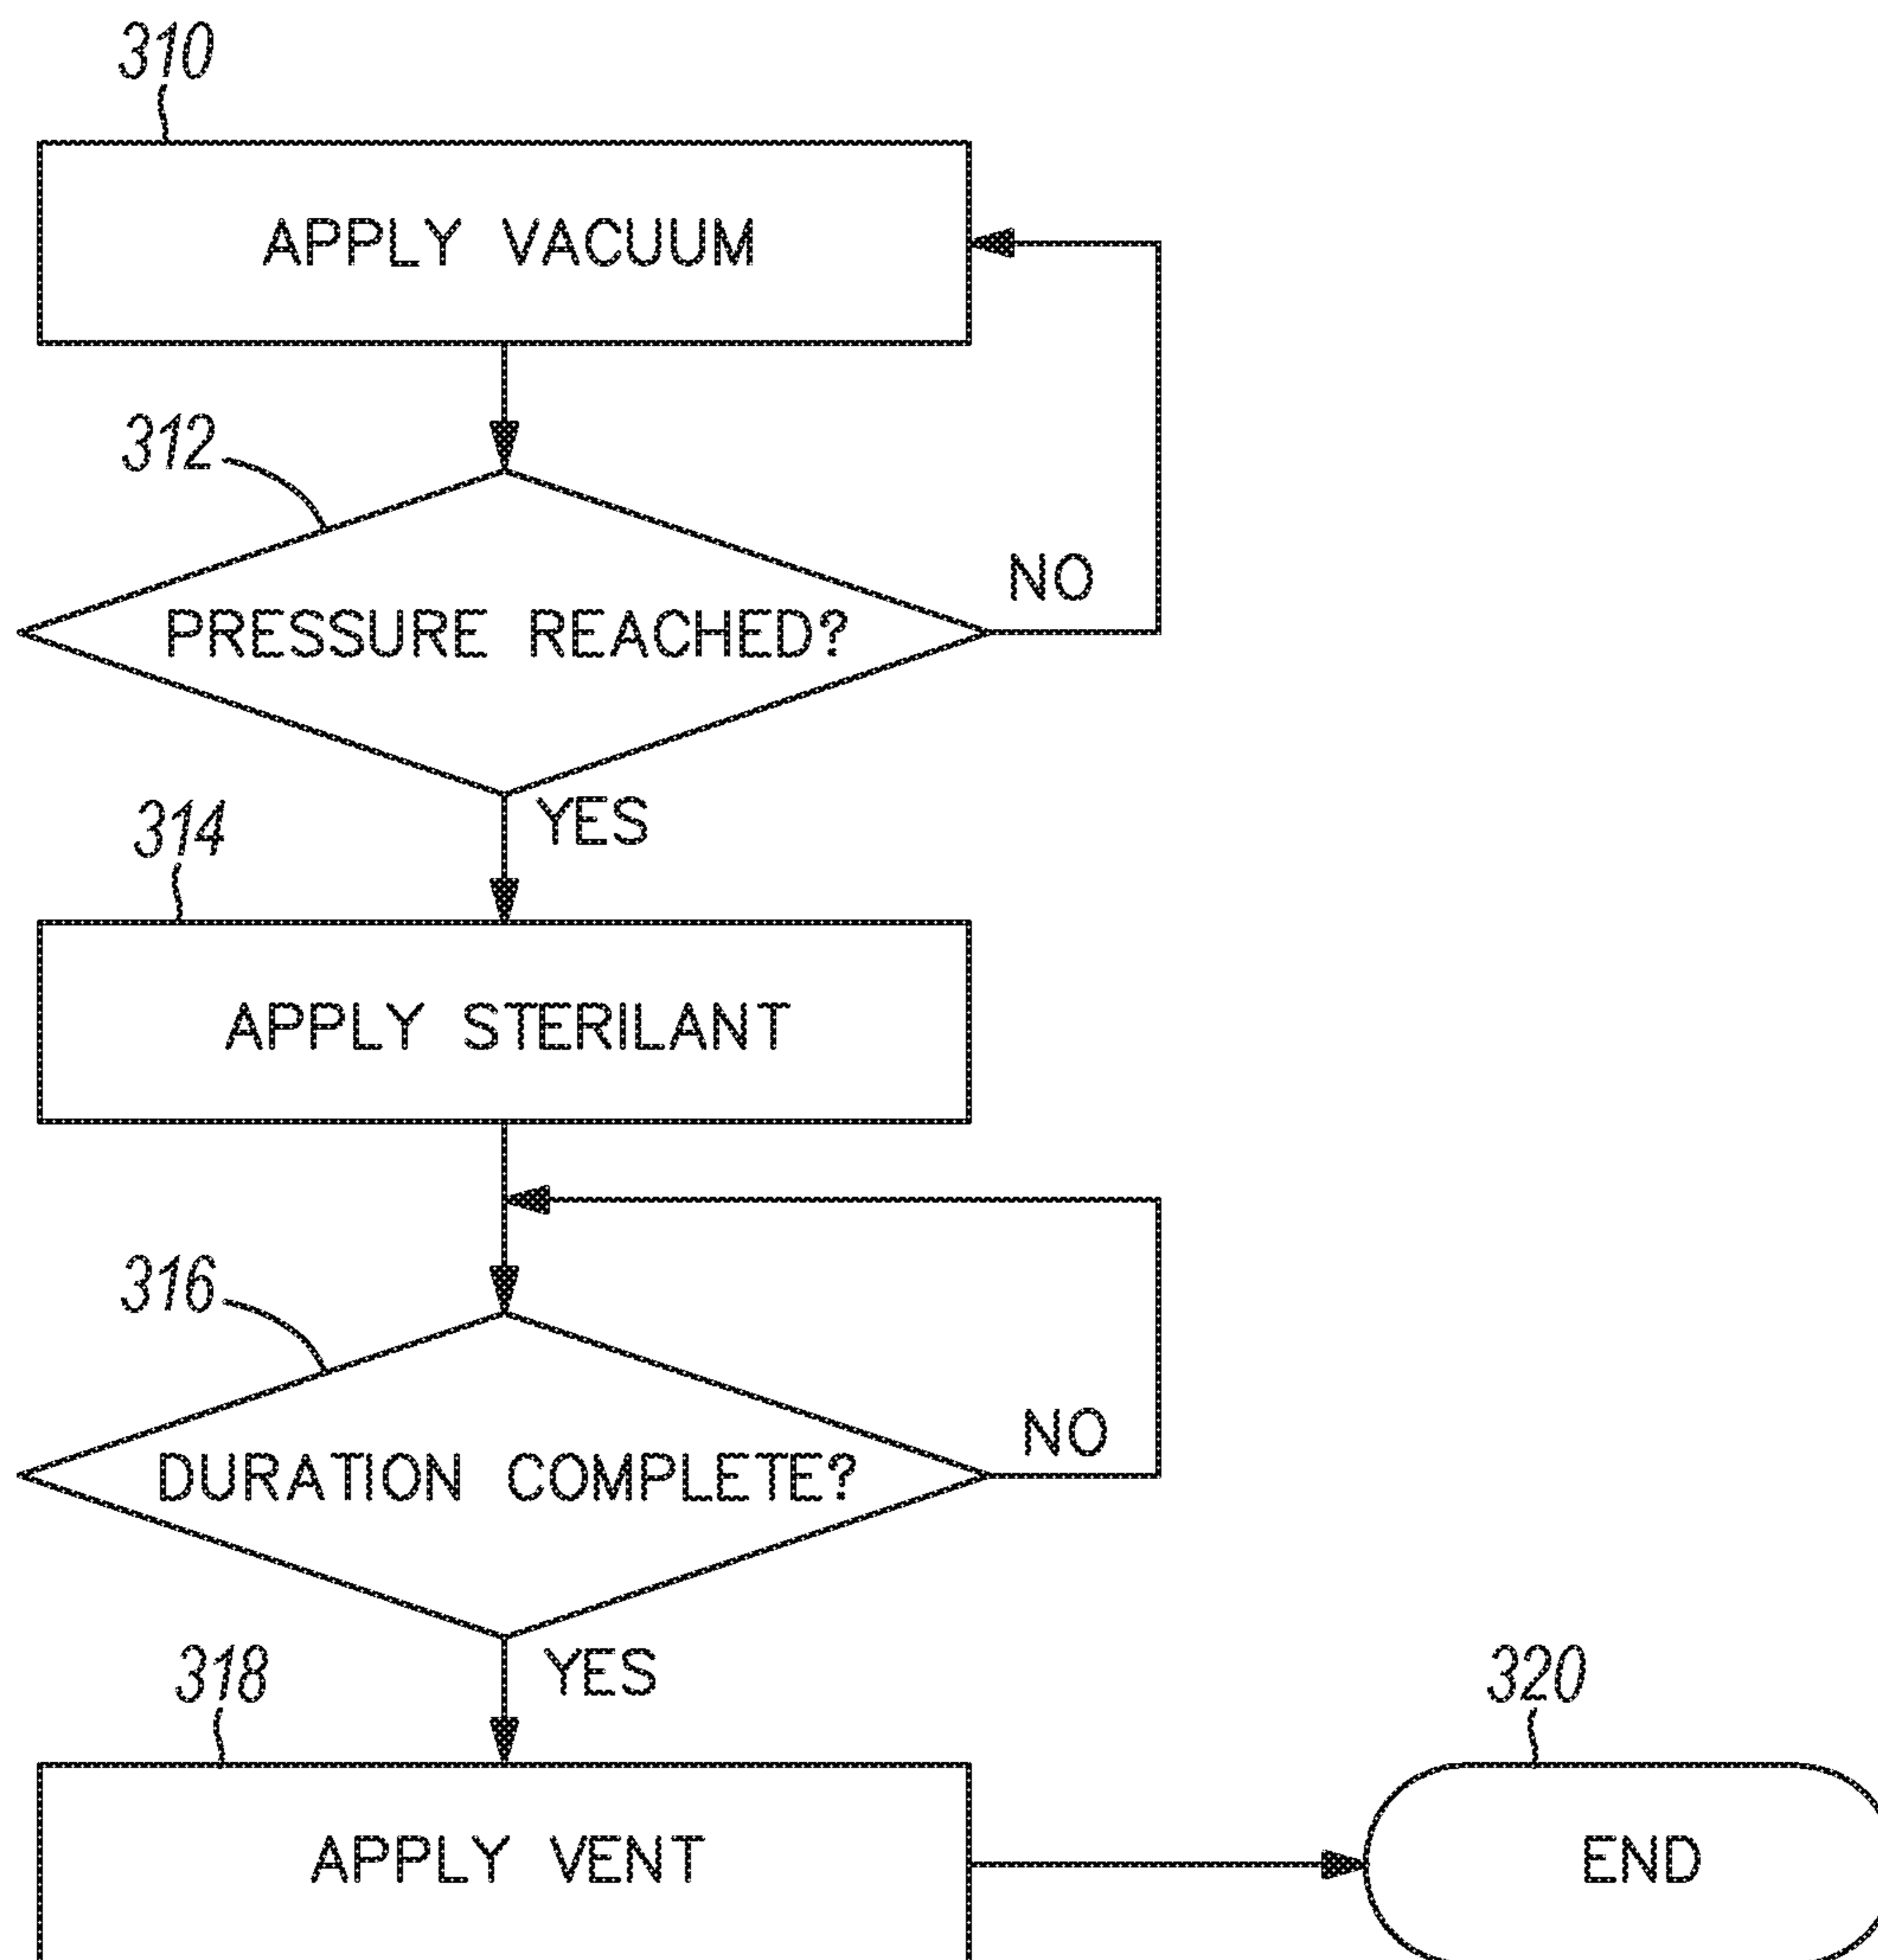 310
APPLY VACUUM
312
PRESSURE REACHED?
NO
YES
314
APPLY STERILANT
316
DURATION COMPLETE?
NO
YES
318
APPLY VENT
320
END